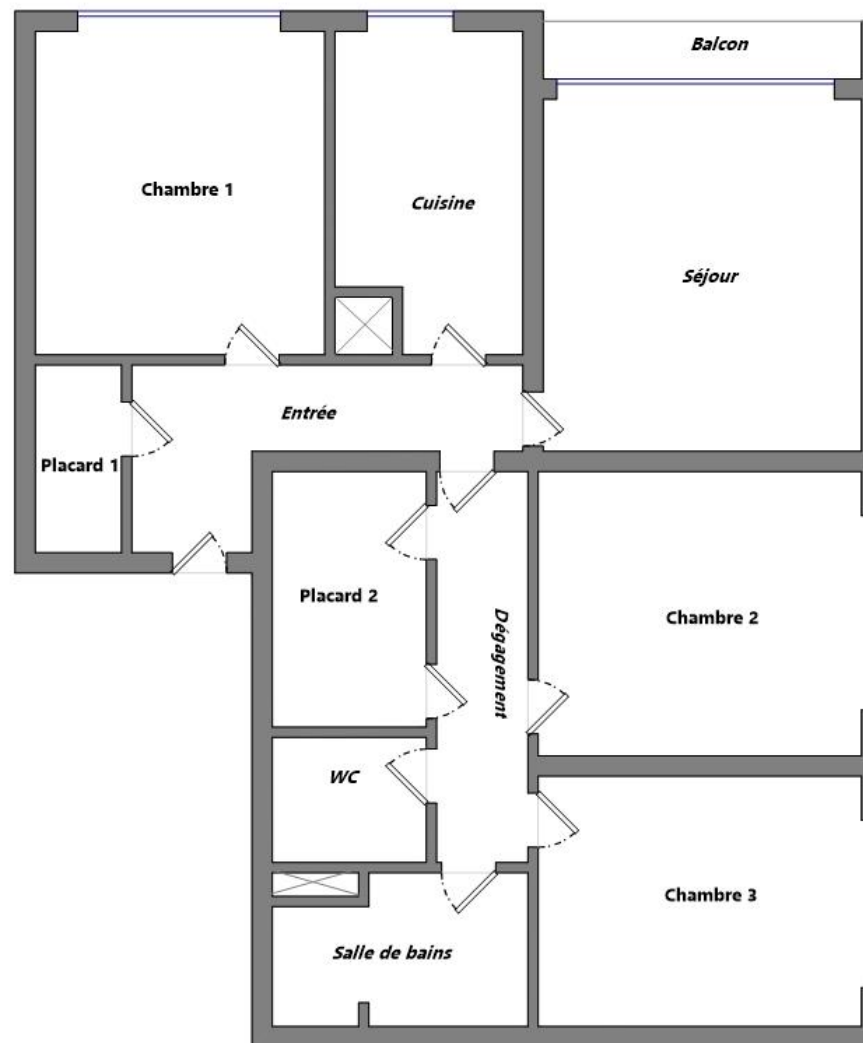 Balcon
Chambre 1
Cuisine
Séjour
Entrée
Placard 1
Placard 2
Dégagement
Chambre 2
WC
Chambre 3
Salle de bains